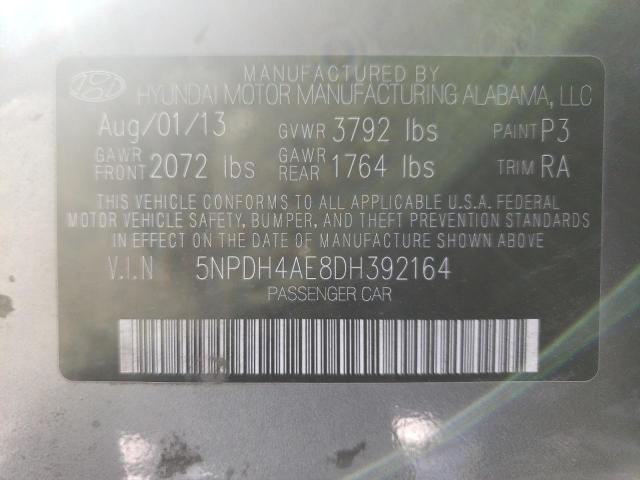 MANUFACTURED BY
HYUNDAI MOTOR MANUFACTURING ALABAMA, LLC
Aug/01/13 GVWR 3792 lbs PAINT P3
GAWR FRONT 2072 lbs GAWR REAR 1764 lbs TRIM RA
THIS VEHICLE CONFORMS TO ALL APPLICABLE U.S.A. FEDERAL
MOTOR VEHICLE SAFETY, BUMPER, AND THEFT PREVENTION STANDARDS
IN EFFECT ON THE DATE OF MANUFACTURE SHOWN ABOVE.
V.I.N 5NPDH4AE8DH392164
PASSENGER CAR